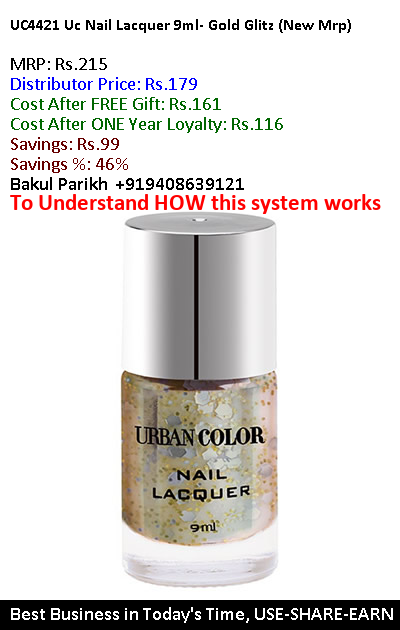 UC4421 Uc Nail Lacquer 9ml- Gold Glitz (New Mrp)
MRP: Rs.215
Distributor Price: Rs.179
Cost After FREE Gift: Rs.161
Cost After ONE Year Loyalty: Rs.116
Savings: Rs.99
Savings %: 46%
Bakul Parikh +919408639121
To Understand HOW this system works
URBAN COLOR
NAIL
LACQUER
9ml
Best Business in Today's Time, USE-SHARE-EARN